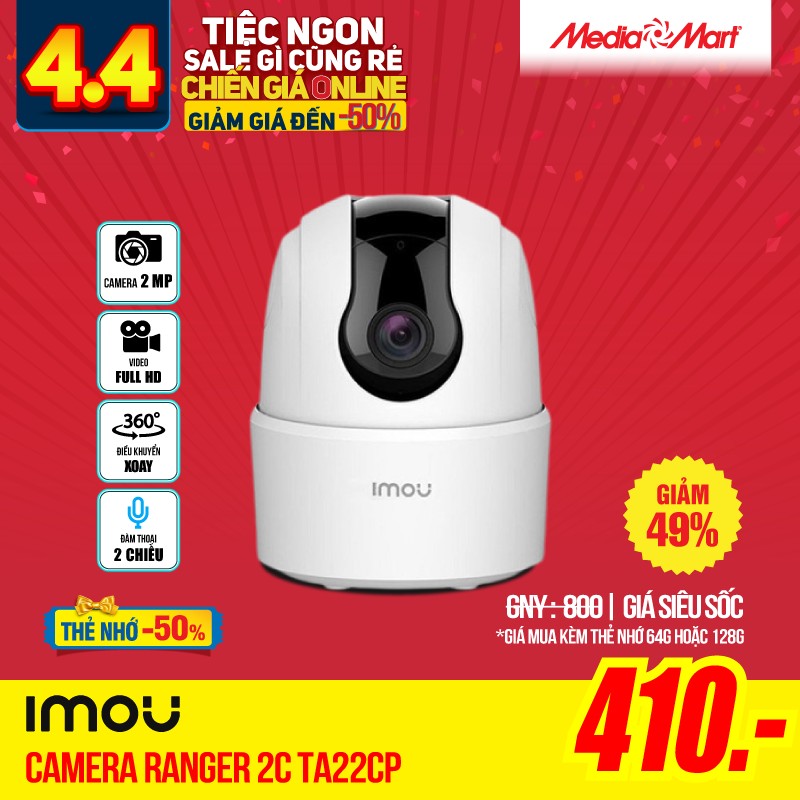 4.4
TIỆC NGON
SALE GÌ CŨNG RẺ
CHIẾN GIÁ ONLINE
GIẢM GIÁ ĐẾN -50%
MediaMart
CAMERA 2 MP
VIDEO
FULL HD
360°
ĐIỀU KHUYỂN
XOAY
ĐÀM THOẠI
2 CHIỀU
THẺ NHỚ -50%
imou
GIẢM
49%
GNY : 800 | GIÁ SIÊU SỐC
*GIÁ MUA KÈM THẺ NHỚ 64G HOẶC 128G
imou
CAMERA RANGER 2C TA22CP
410.-